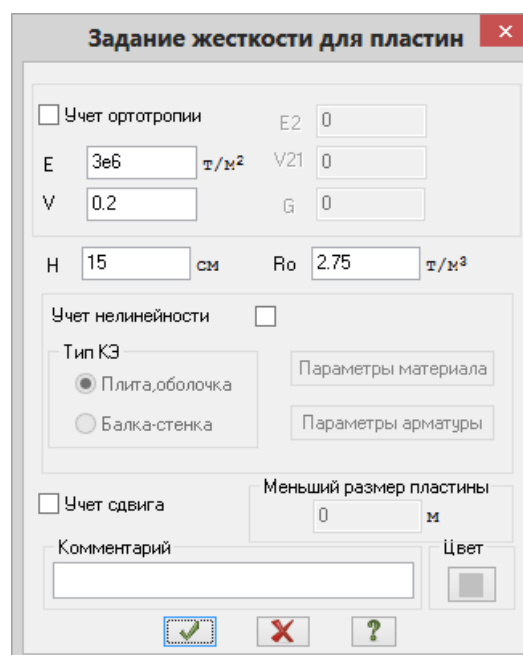 Задание жесткости для пластин
Учет ортотропии
E2 0
E 3e6 т/м²
V21 0
V 0.2
G 0
H 15 см Ro 2.75 т/м³
Учет нелинейности
Тип КЭ
Плита,оболочка
Балка-стенка
Параметры материала
Параметры арматуры
Учет сдвига
Меньший размер пластины
0 м
Комментарий
Цвет